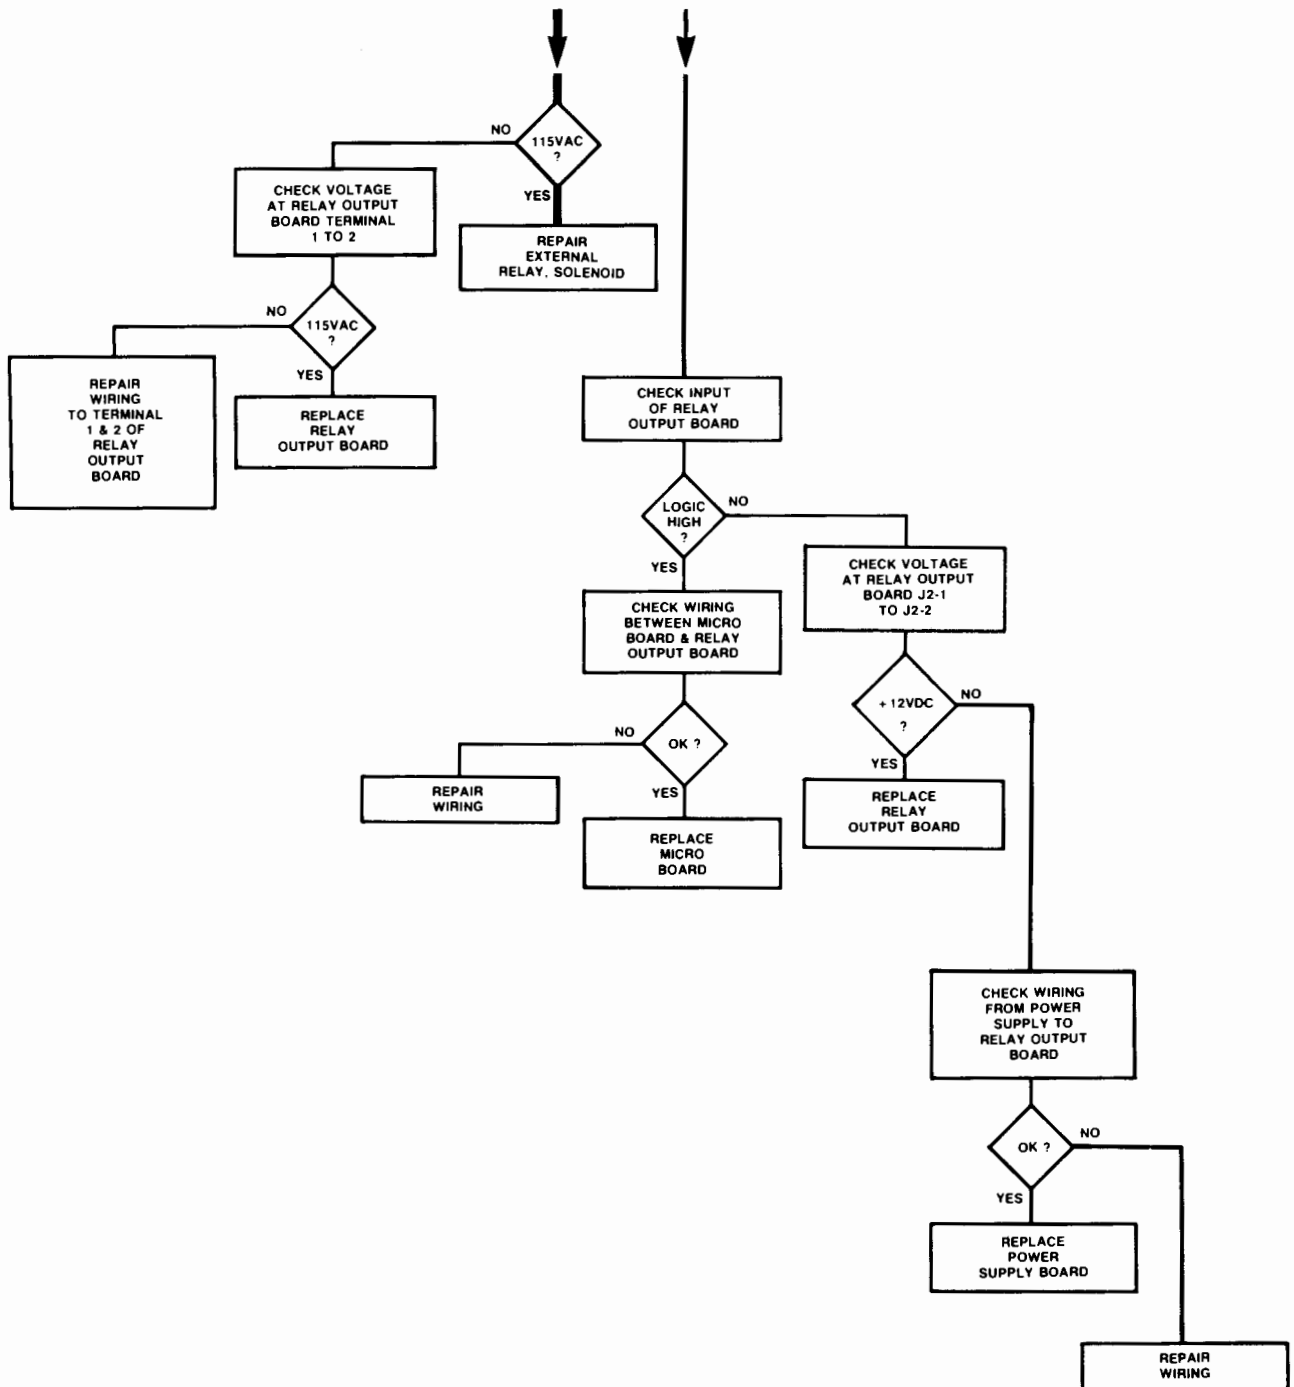 NO
115VAC
?
YES
CHECK VOLTAGE
AT RELAY OUTPUT
BOARD TERMINAL
1 TO 2
REPAIR
EXTERNAL
RELAY, SOLENOID
NO
115VAC
?
YES
REPAIR
WIRING
TO TERMINAL
1 & 2 OF
RELAY
OUTPUT
BOARD
REPLACE
RELAY
OUTPUT BOARD
CHECK INPUT
OF RELAY
OUTPUT BOARD
LOGIC
HIGH
?
NO
YES
CHECK VOLTAGE
AT RELAY OUTPUT
BOARD J2-1
TO J2-2
CHECK WIRING
BETWEEN MICRO
BOARD & RELAY
OUTPUT BOARD
+12VDC
?
NO
YES
NO
OK ?
YES
REPAIR
WIRING
REPLACE
RELAY
OUTPUT BOARD
REPLACE
MICRO
BOARD
CHECK WIRING
FROM POWER
SUPPLY TO
RELAY OUTPUT
BOARD
OK ?
NO
YES
REPLACE
POWER
SUPPLY BOARD
REPAIR
WIRING